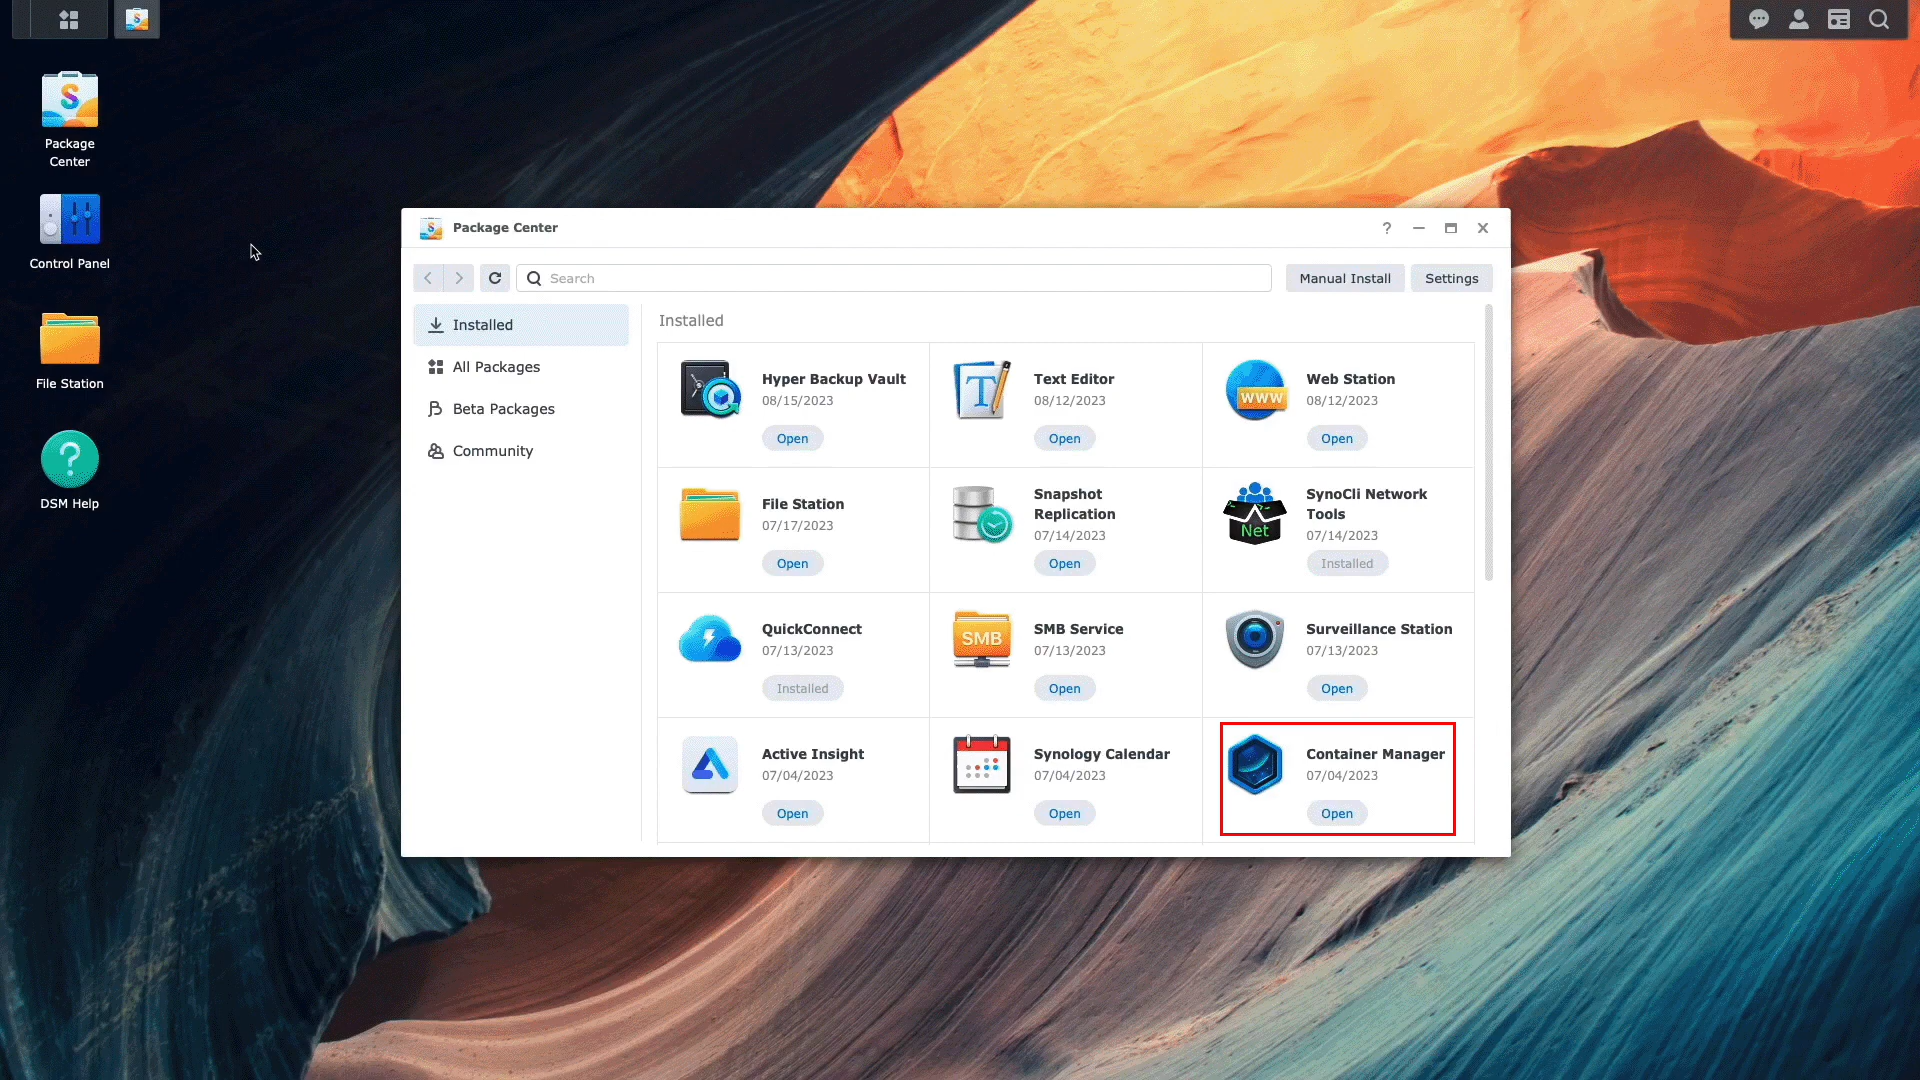 Package
Center
Control Panel
File Station
DSM Help
Package Center
Search
Manual Install
Settings
Installed
All Packages
Beta Packages
Community
Installed
Hyper Backup Vault
08/15/2023
Open
Text Editor
08/12/2023
Open
WWW
Web Station
08/12/2023
Open
File Station
07/17/2023
Open
Snapshot
Replication
07/14/2023
Open
Net
SynoCli Network
Tools
07/14/2023
Installed
QuickConnect
07/13/2023
Installed
SMB
SMB Service
07/13/2023
Open
Surveillance Station
07/13/2023
Open
Active Insight
07/04/2023
Open
Synology Calendar
07/04/2023
Open
Container Manager
07/04/2023
Open